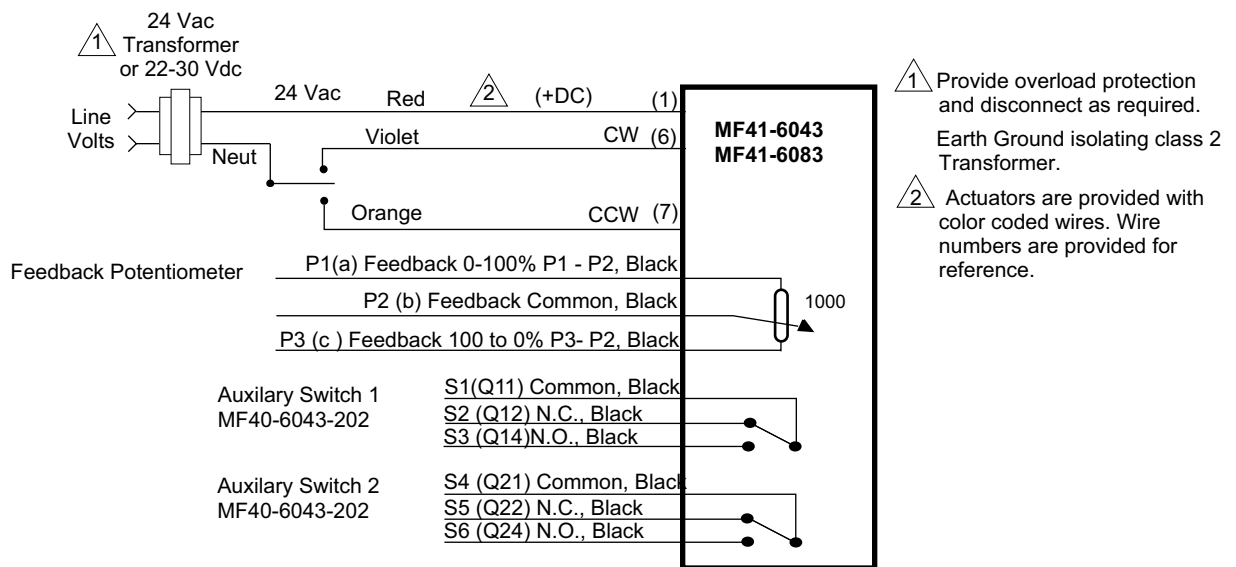 24 Vac
Transformer
or 22-30 Vdc
1
Line
Volts
24 Vac
Red
2
(+DC)
(1)
Neut
Violet
CW (6)
Orange
CCW (7)
MF41-6043
MF41-6083
Feedback Potentiometer
P1(a) Feedback 0-100% P1 - P2, Black
P2 (b) Feedback Common, Black
P3 (c ) Feedback 100 to 0% P3- P2, Black
1000
Auxilary Switch 1
MF40-6043-202
S1(Q11) Common, Black
S2 (Q12) N.C., Black
S3 (Q14)N.O., Black
Auxilary Switch 2
MF40-6043-202
S4 (Q21) Common, Black
S5 (Q22) N.C., Black
S6 (Q24) N.O., Black
1 Provide overload protection
and disconnect as required.
Earth Ground isolating class 2
Transformer.
2 Actuators are provided with
color coded wires. Wire
numbers are provided for
reference.